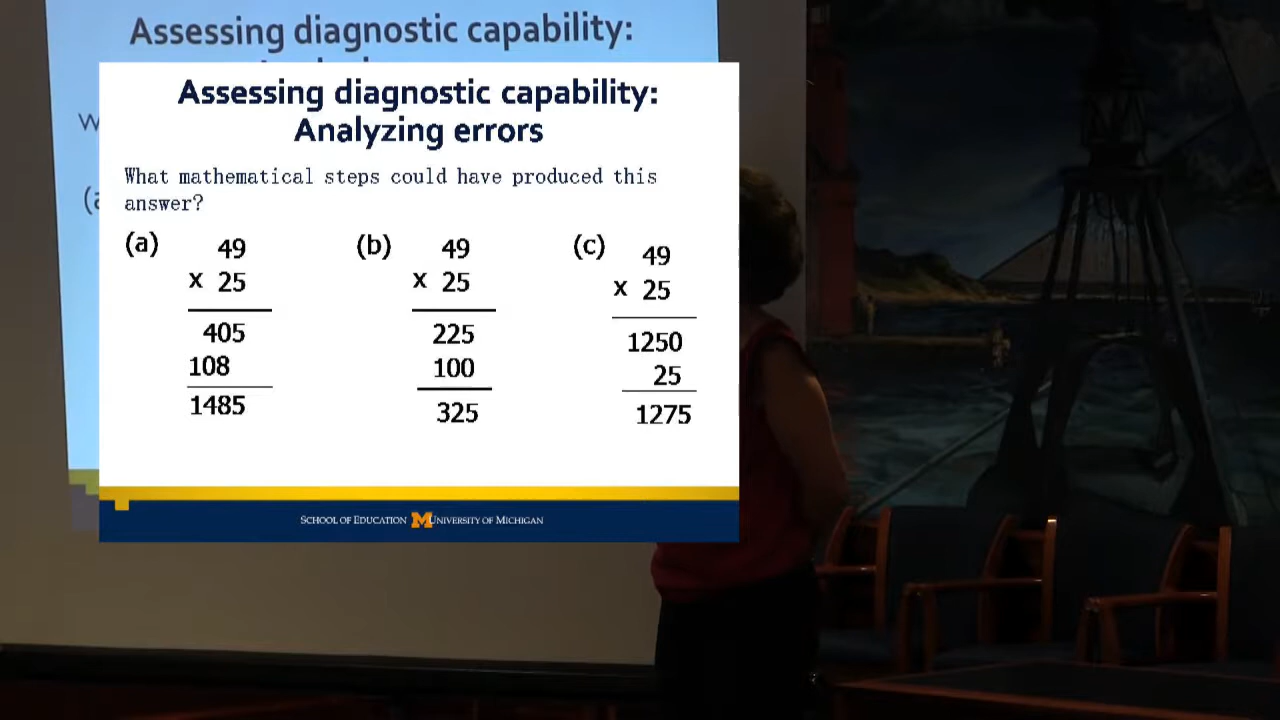 Assessing diagnostic capability:
Assessing diagnostic capability:
Analyzing errors
What mathematical steps could have produced this
answer?
(a) 49 (b) 49 (c) 49
x 25 x 25 x 25
405 225 1250
108 100 25
1485 325 1275
SCHOOL OF EDUCATION M UNIVERSITY OF MICHIGAN